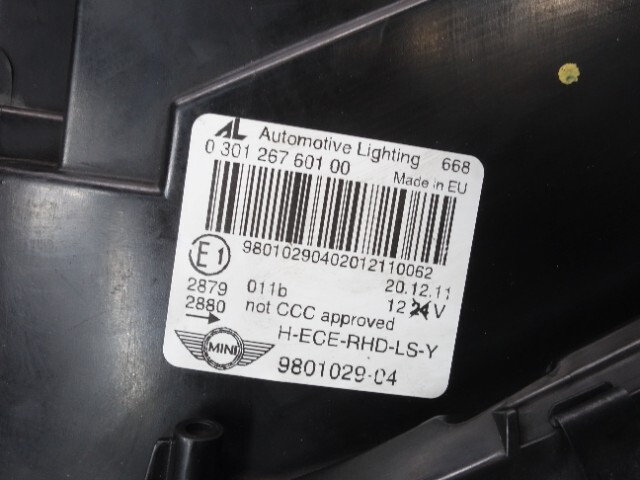 AL Automotive Lighting 668
0 301 267 601 00
Made in EU
98010290402012110062
E1
2879 011b 20.12.11
2880 not CCC approved 12 24 V
H-ECE-RHD-LS-Y
MINI
9801029-04